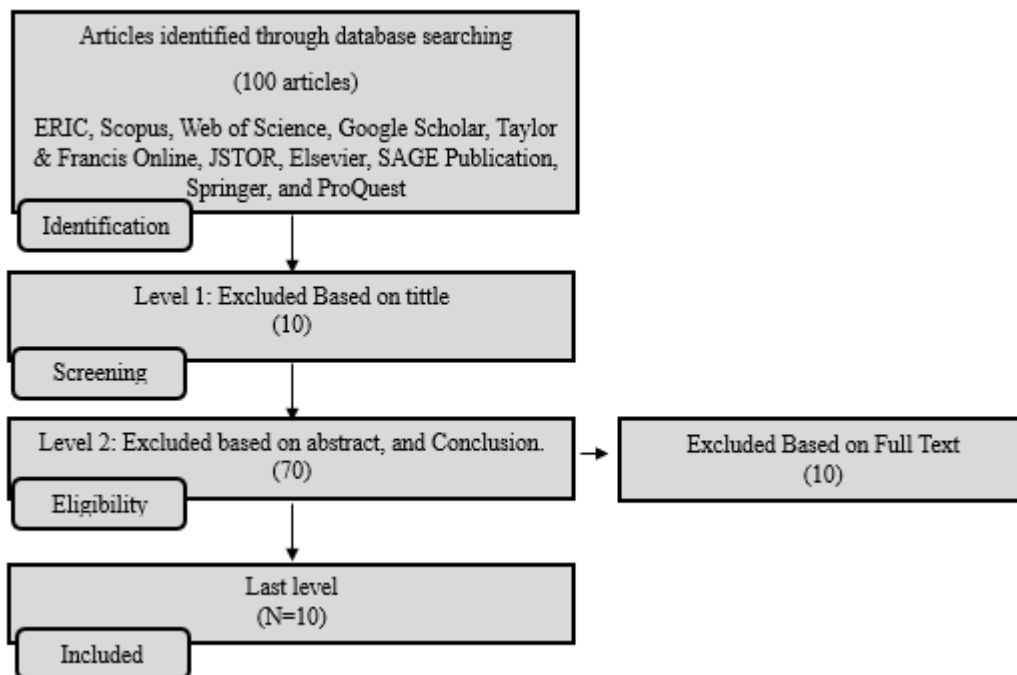 Articles identified through database searching
(100 articles)
ERIC, Scopus, Web of Science, Google Scholar, Taylor
& Francis Online, JSTOR, Elsevier, SAGE Publication,
Springer, and ProQuest
Identification
Level 1: Excluded Based on tittle
(10)
Screening
Level 2: Excluded based on abstract, and Conclusion.
(70)
Excluded Based on Full Text
(10)
Eligibility
Last level
(N=10)
Included